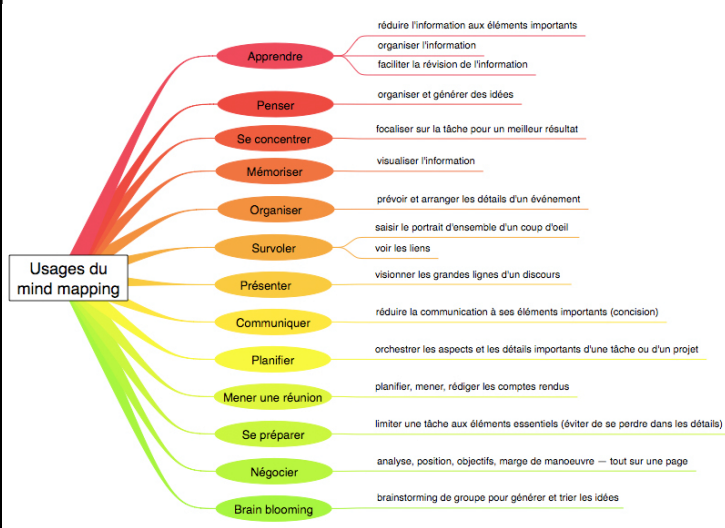 Usages du
mind mapping
Apprendre
réduire l'information aux éléments importants
organiser l'information
faciliter la révision de l'information
Penser
organiser et générer des idées
Se concentrer
focaliser sur la tâche pour un meilleur résultat
Mémoriser
visualiser l'information
Organiser
prévoir et arranger les détails d'un événement
Survoler
saisir le portrait d'ensemble d'un coup d'oeil
voir les liens
Présenter
visionner les grandes lignes d'un discours
Communiquer
réduire la communication à ses éléments importants (concision)
Planifier
orchestrer les aspects et les détails importants d'une tâche ou d'un projet
Mener une réunion
planifier, mener, rédiger les comptes rendus
Se préparer
limiter une tâche aux éléments essentiels (éviter de se perdre dans les détails)
Négocier
analyse, position, objectifs, marge de manoeuvre — tout sur une page
Brain blooming
brainstorming de groupe pour générer et trier les idées